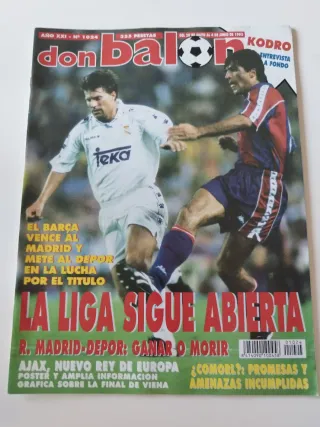 AÑO XXI - Nº 1024
325 PESETAS
don balon
KODRO
ENTREVISTA
A FONDO
Teka
EL BARÇA
VENCE AL
MADRID Y
METE AL DEPOR
EN LA LUCHA
POR EL TITULO
LA LIGA SIGUE ABIERTA
R. MADRID-DEPOR: GANAR O MORIR
AJAX, NUEVO REY DE EUROPA
POSTER Y AMPLIA INFORMACION
GRAFICA SOBRE LA FINAL DE VIENA
¿COMORL?: PROMESAS Y
AMENAZAS INCUMPLIDAS